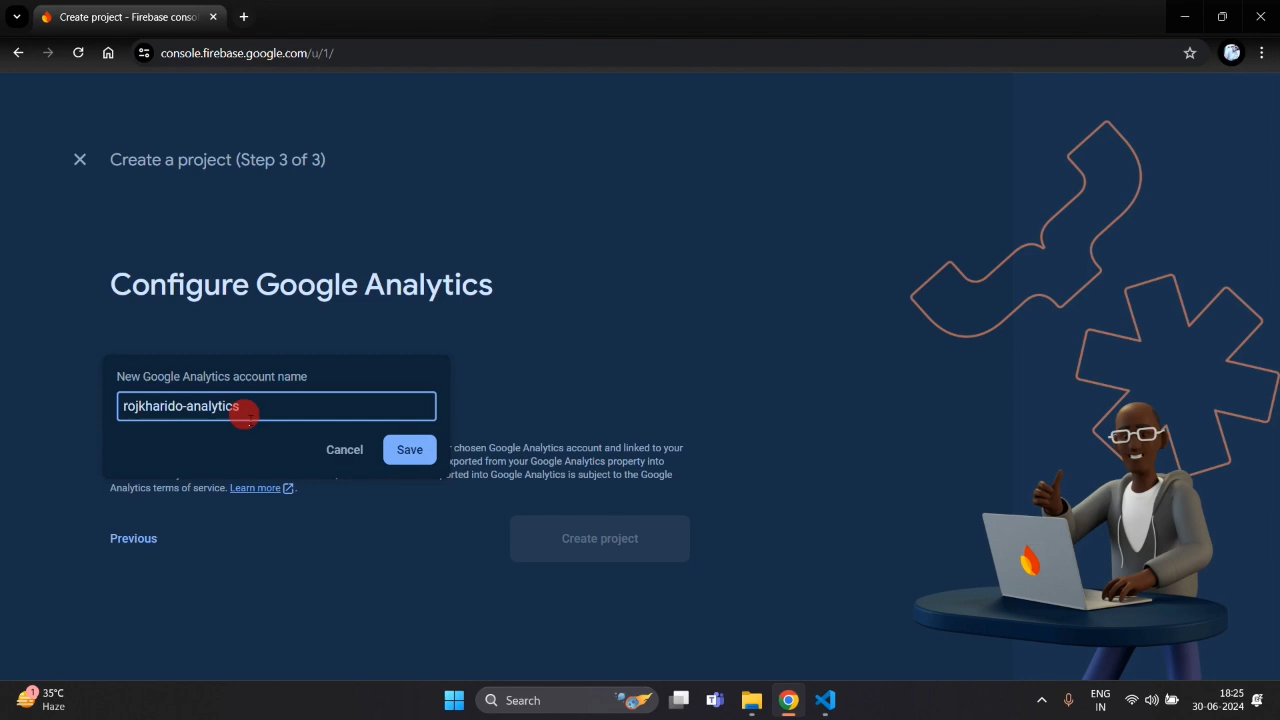 Create project - Firebase conso
console.firebase.google.com/u/1/
Create a project (Step 3 of 3)
Configure Google Analytics
New Google Analytics account name
rojkharido-analytics
Cancel
Save
chosen Google Analytics account and linked to your
xported from your Google Analytics property into
orted into Google Analytics is subject to the Google
Analytics terms of service. Learn more
Previous
Create project
1
35°C
Haze
Search
ENG
IN
18:25
30-06-2024